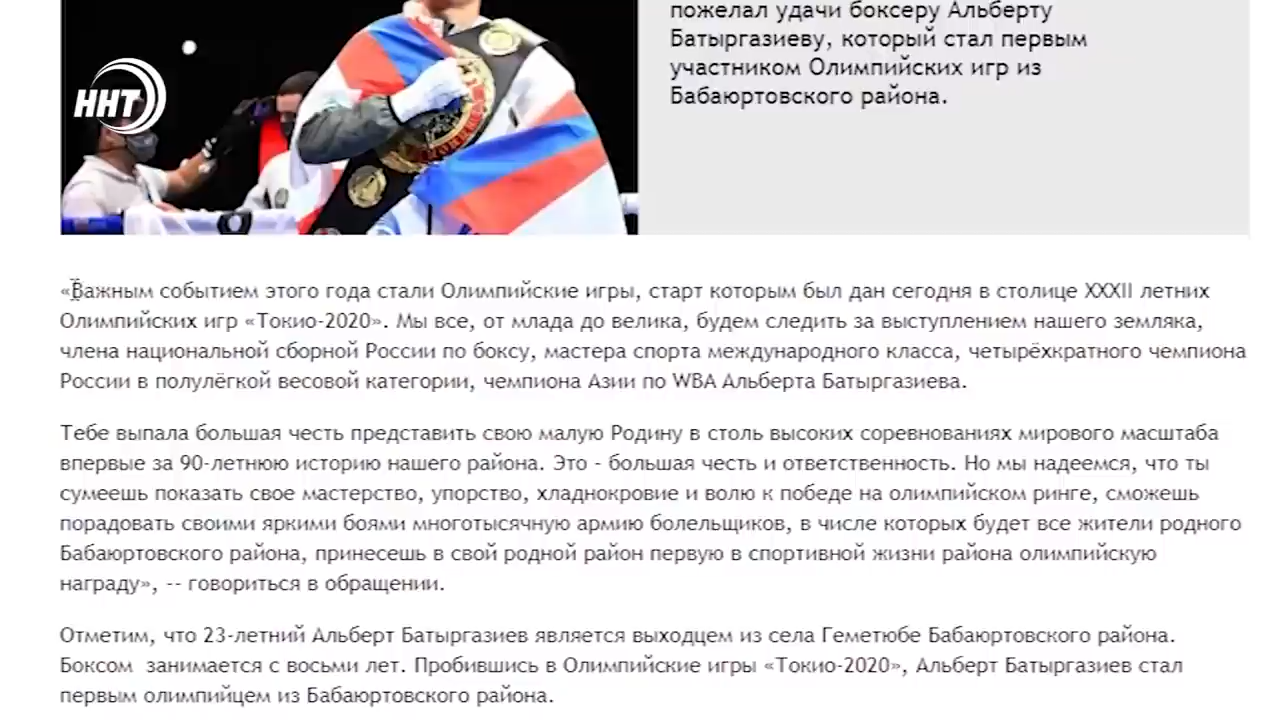 пожелал удачи боксеру Альберту
Батыргазиеву, который стал первым
участником Олимпийских игр из
Бабаюртовского района.
ННТ
«Важным событием этого года стали Олимпийские игры, старт которым был дан сегодня в столице XXXII летних
Олимпийских игр «Токио-2020». Мы все, от млада до велика, будем следить за выступлением нашего земляка,
члена национальной сборной России по боксу, мастера спорта международного класса, четырёхкратного чемпиона
России в полулёгкой весовой категории, чемпиона Азии по WBA Альберта Батыргазиева.
Тебе выпала большая честь представить свою малую Родину в столь высоких соревнованиях мирового масштаба
впервые за 90-летнюю историю нашего района. Это - большая честь и ответственность. Но мы надеемся, что ты
сумеешь показать свое мастерство, упорство, хладнокровие и волю к победе на олимпийском ринге, сможешь
порадовать своими яркими боями многотысячную армию болельщиков, в числе которых будет все жители родного
Бабаюртовского района, принесешь в свой родной район первую в спортивной жизни района олимпийскую
награду», -- говориться в обращении.
Отметим, что 23-летний Альберт Батыргазиев является выходцем из села Геметюбе Бабаюртовского района.
Боксом  занимается с восьми лет. Пробившись в Олимпийские игры «Токио-2020», Альберт Батыргазиев стал
первым олимпийцем из Бабаюртовского района.